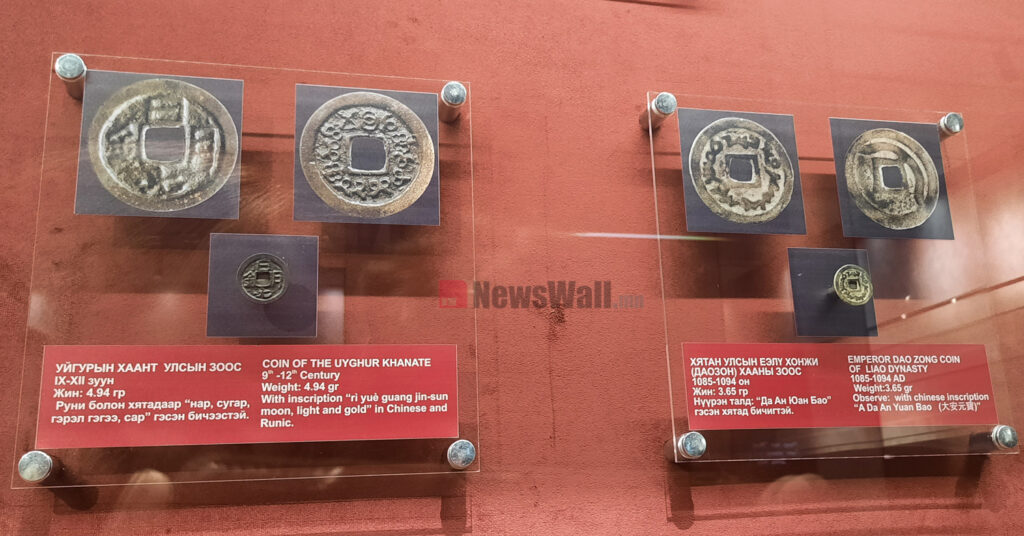 УЙГУРЫН ХААНТ УЛСЫН ЗООС
IX-XII зуун
Жин: 4.94 гр
Руни болон хятадаар “нар, сугар,
гэрэл гэгээ, сар” гэсэн бичээстэй.
COIN OF THE UYGHUR KHANATE
9th -12th Century
Weight: 4.94 gr
With inscription “ri yuè guang jin-sun
moon, light and gold” in Chinese and
Runic.
NewsWall.mn
ХЯТАН УЛСЫН ЕЭЛҮ ХОНЖИ
(ДАОЗОН) ХААНЫ ЗООС
1085-1094 он
Жин: 3.65 гр
Нүүрэн талд: “Да Ан Юан Бао”
гэсэн хятад бичигтэй.
EMPEROR DAO ZONG COIN
OF LIAO DYNASTY
1085-1094 AD
Weight:3.65 gr
Observe: with chinese inscription
“A Da An Yuan Bao (大安元寶)”